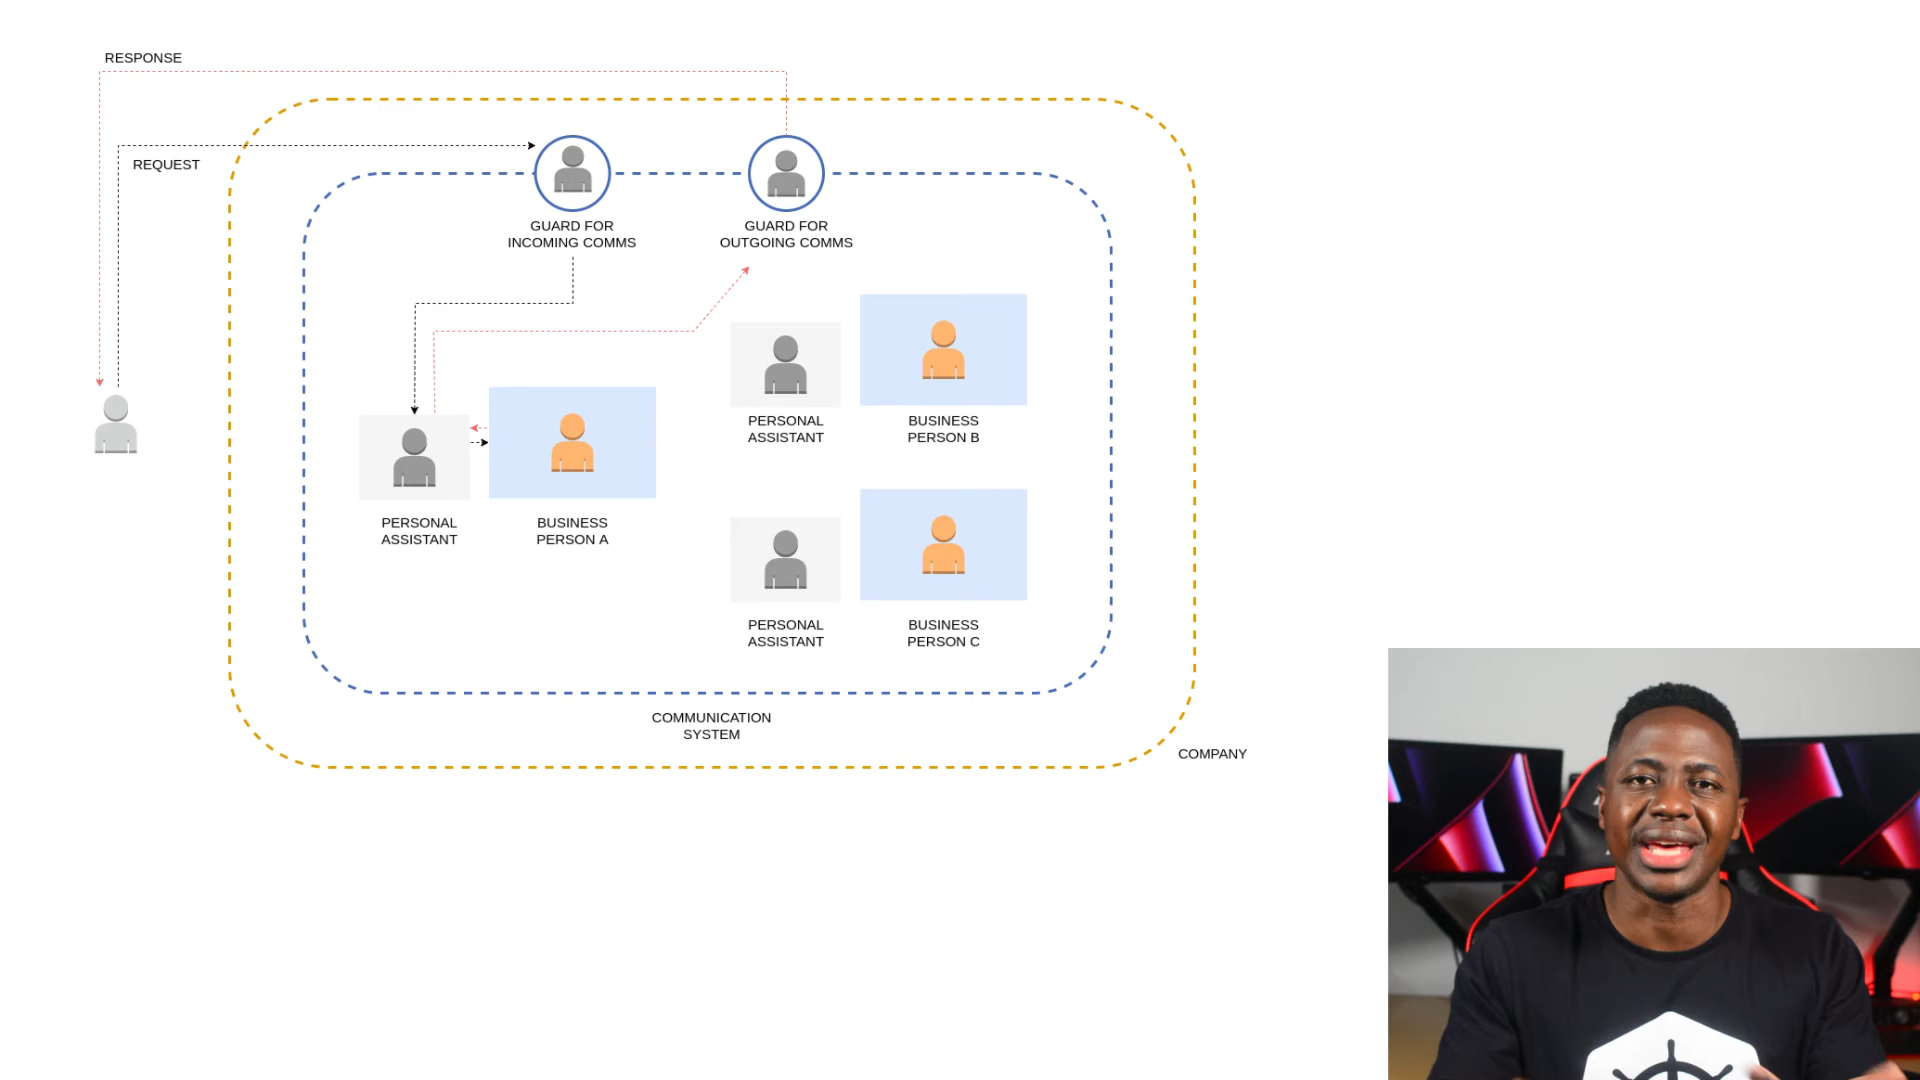 RESPONSE
REQUEST
GUARD FOR
INCOMING COMMS
GUARD FOR
OUTGOING COMMS
PERSONAL
ASSISTANT
BUSINESS
PERSON A
PERSONAL
ASSISTANT
BUSINESS
PERSON B
PERSONAL
ASSISTANT
BUSINESS
PERSON C
COMMUNICATION
SYSTEM
COMPANY